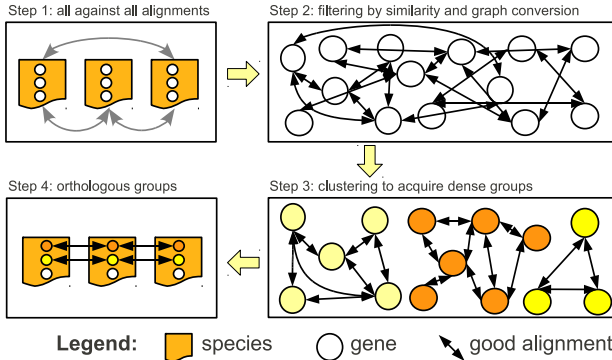 Step 1: all against all alignments
Step 2: filtering by similarity and graph conversion
Step 4: orthologous groups
Step 3: clustering to acquire dense groups
Legend: species gene good alignment